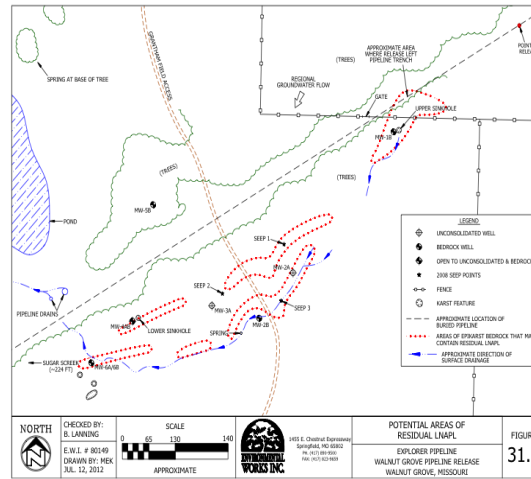 POINT
RELE
APPROXIMATE AREA
WHERE RELEASE LEFT
PIPELINE TRENCH
(TREES)
GRANTHAM FIELD ACCESS
SPRING AT BASE OF TREE
REGIONAL
GROUNDWATER FLOW
GATE
UPPER SINKHOLE
MW-1B
(TREES)
(TREES)
MW-5B
POND
SEEP 1
MW-2A
SEEP 2
MW-3A
SEEP 3
MW-2B
SPRING
PIPELINE DRAINS
MW-4B
LOWER SINKHOLE
SUGAR SCREEK
(~224 FT)
MW-6A/6B
LEGEND
UNCONSOLIDATED WELL
BEDROCK WELL
OPEN TO UNCONSOLIDATED & BEDROC
2008 SEEP POINTS
FENCE
KARST FEATURE
APPROXIMATE LOCATION OF
BURIED PIPELINE
AREAS OF EPIKARST BEDROCK THAT MA
CONTAIN RESIDUAL LNAPL
APPROXIMATE DIRECTION OF
SURFACE DRAINAGE
NORTH
CHECKED BY:
B. LANNING
E.W.I. # 80149
DRAWN BY: MEK
JUL. 12, 2012
SCALE
0 65 130 140
APPROXIMATE
ENVIRONMENTAL
WORKS INC.
1455 E. Chestnut Expressway
Springfield, MO 65802
POTENTIAL AREAS OF
RESIDUAL LNAPL
EXPLORER PIPELINE
WALNUT GROVE PIPELINE RELEASE
WALNUT GROVE, MISSOURI
FIGUR
31.